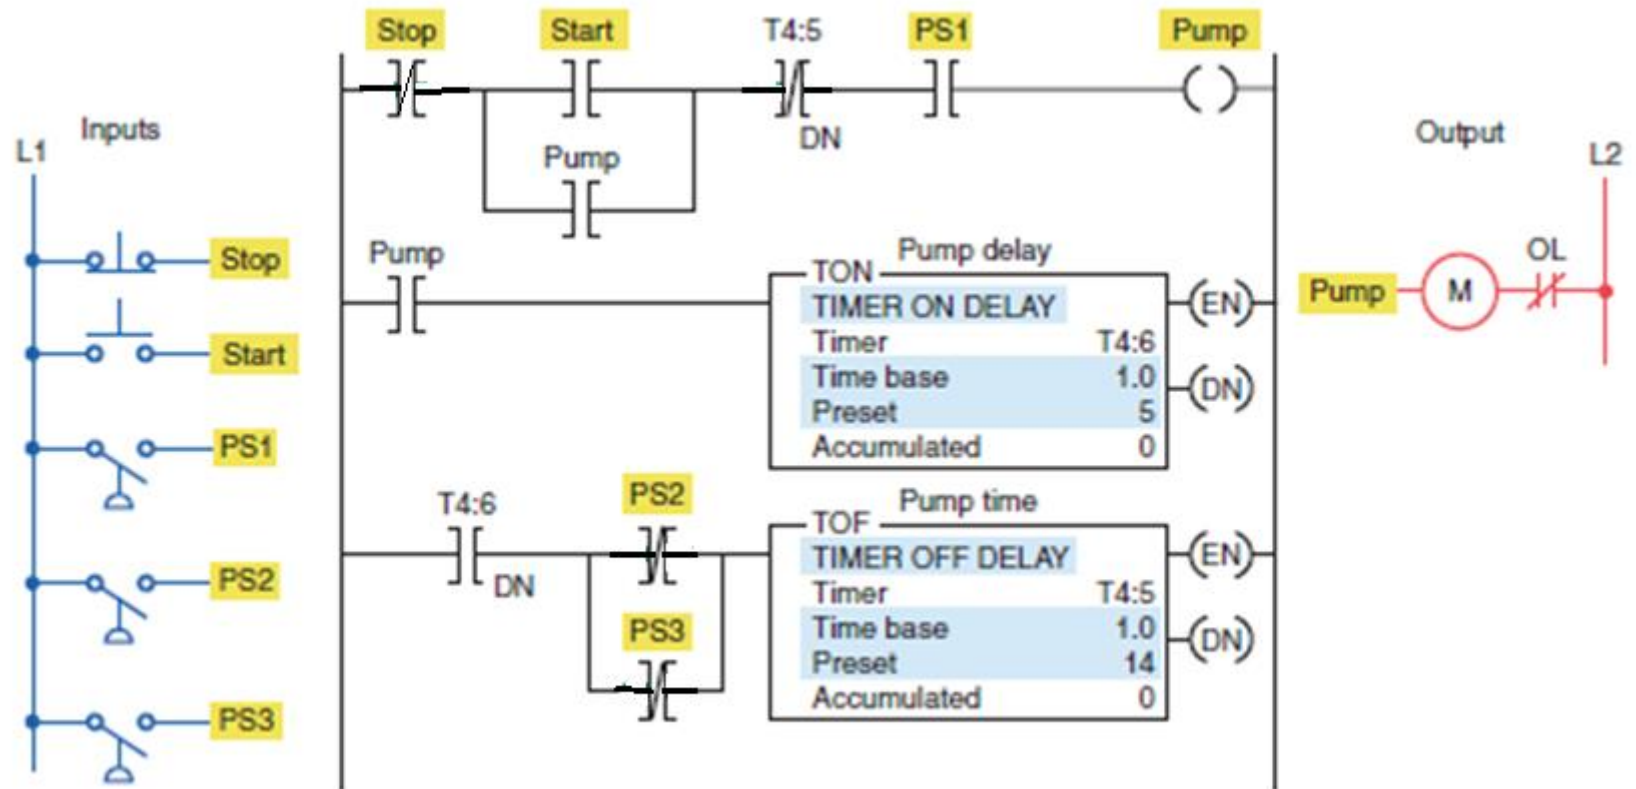 Stop Start T4:5 PS1 Pump
DN
Pump
Inputs
L1
Stop
Start
PS1
PS2
PS3
Pump
Pump delay
TON
TIMER ON DELAY
Timer T4:6
Time base 1.0
Preset 5
Accumulated 0
(EN)
(DN)
T4:6
DN
PS2
PS3
Pump time
TOF
TIMER OFF DELAY
Timer T4:5
Time base 1.0
Preset 14
Accumulated 0
(EN)
(DN)
Output
L2
Pump M OL